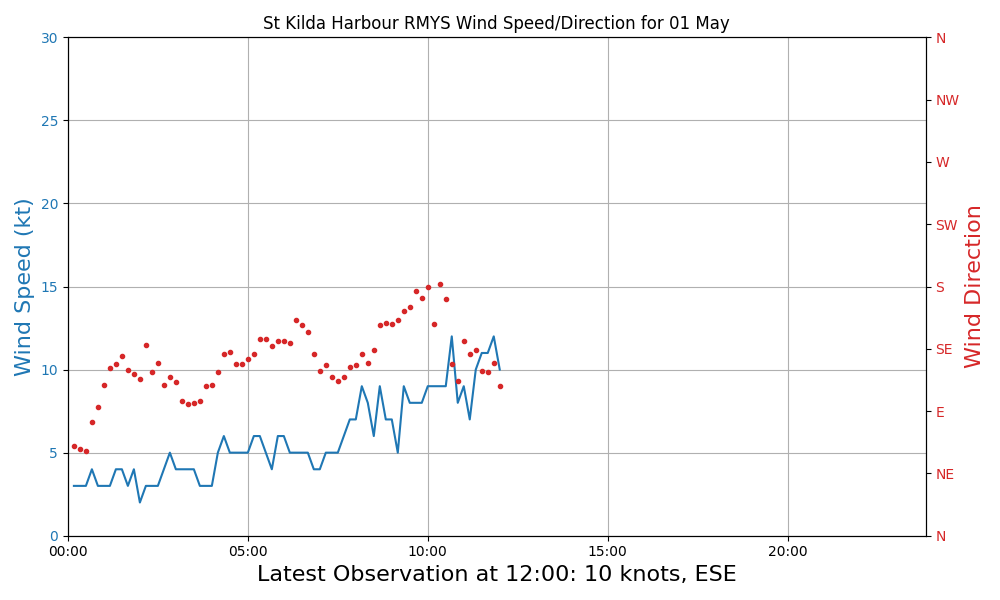 St Kilda Harbour RMYS Wind Speed/Direction for 01 May
30
25
20
15
10
5
0
Wind Speed (kt)
N
NW
W
SW
S
SE
E
NE
N
Wind Direction
00:00 05:00 10:00 15:00 20:00
Latest Observation at 12:00: 10 knots, ESE